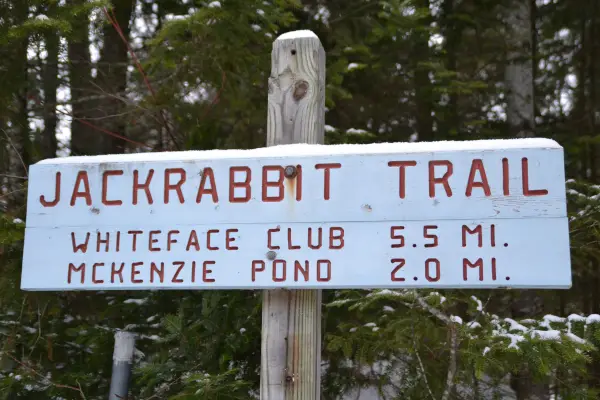 JACKRABBIT TRAIL
WHITEFACE CLUB 5.5 MI.
MCKENZIE POND 2.0 MI.